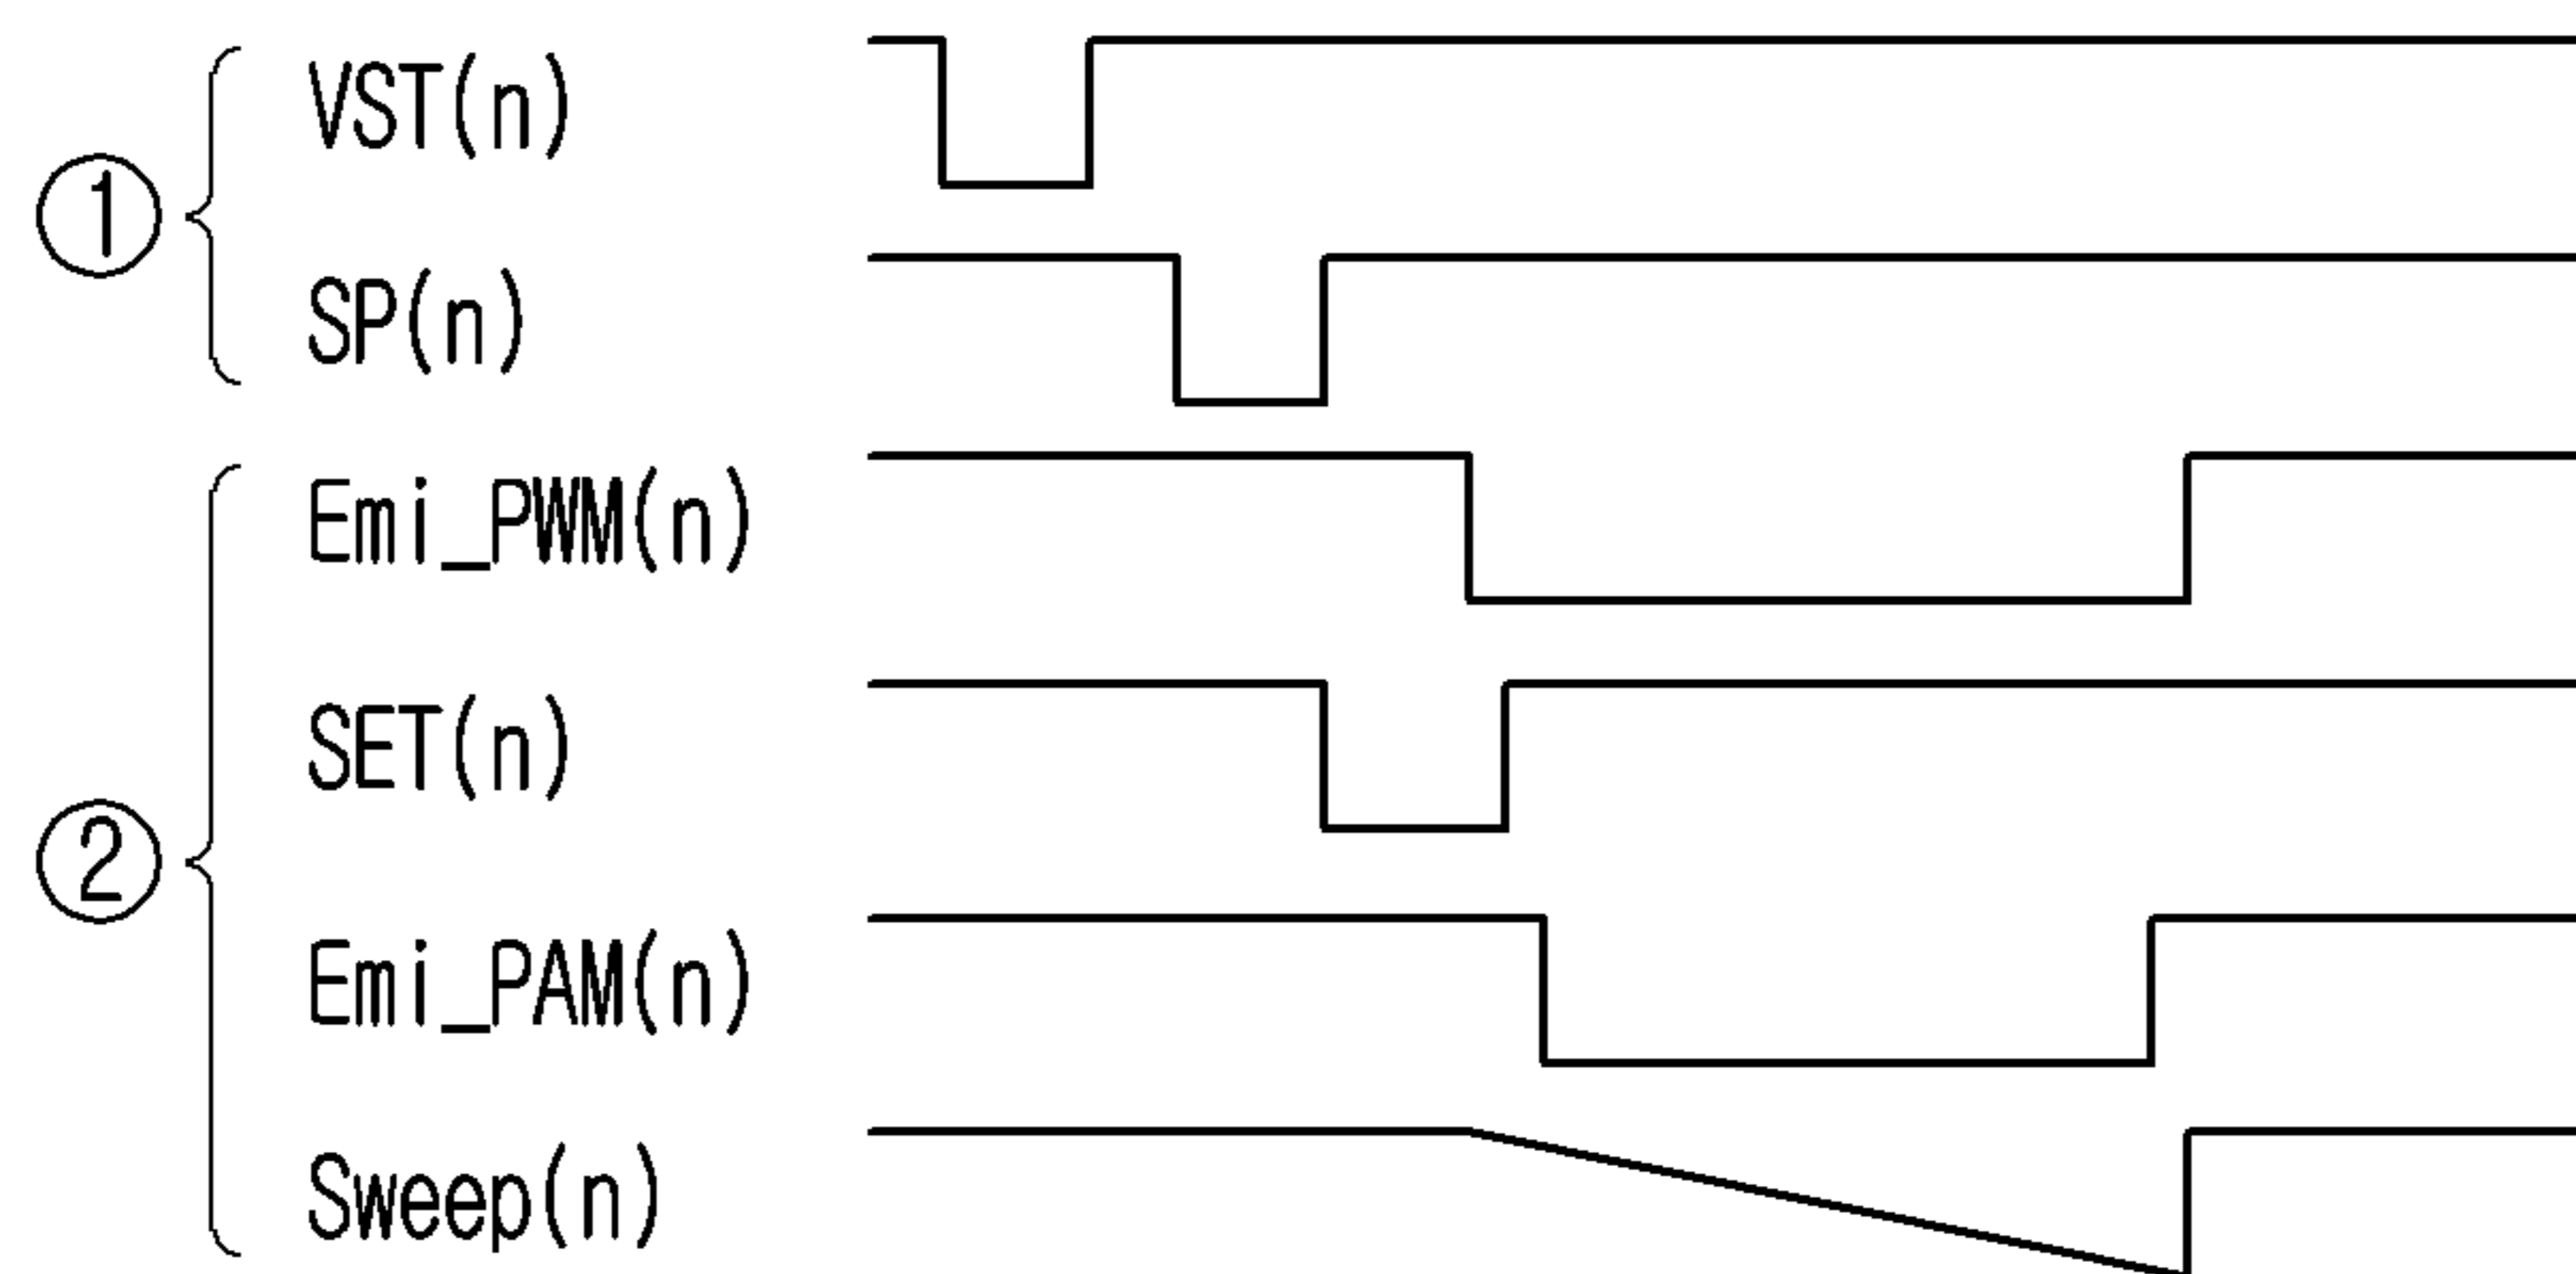 ①
VST(n)
SP(n)
②
Emi_PWM(n)
SET(n)
Emi_PAM(n)
Sweep(n)